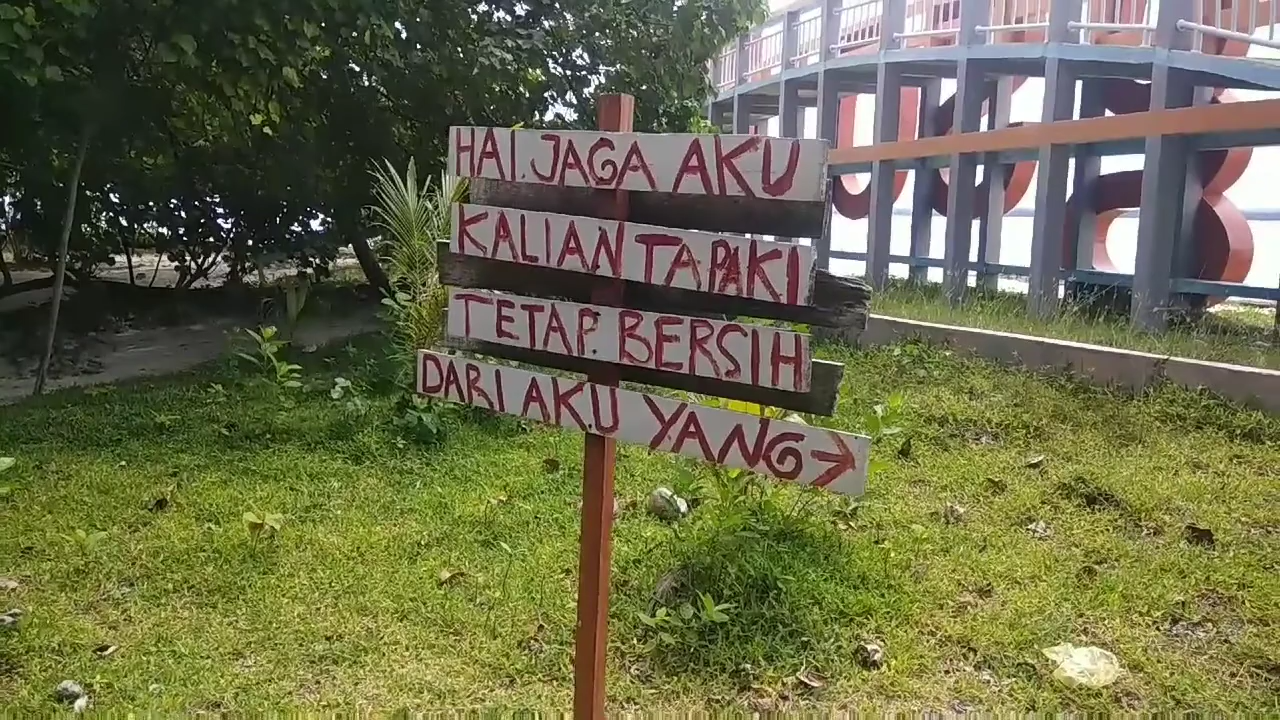 HAI. JAGA AKU
KALIAN TAPAKI
TETAP. BERSIH
DARI AKU YANG →